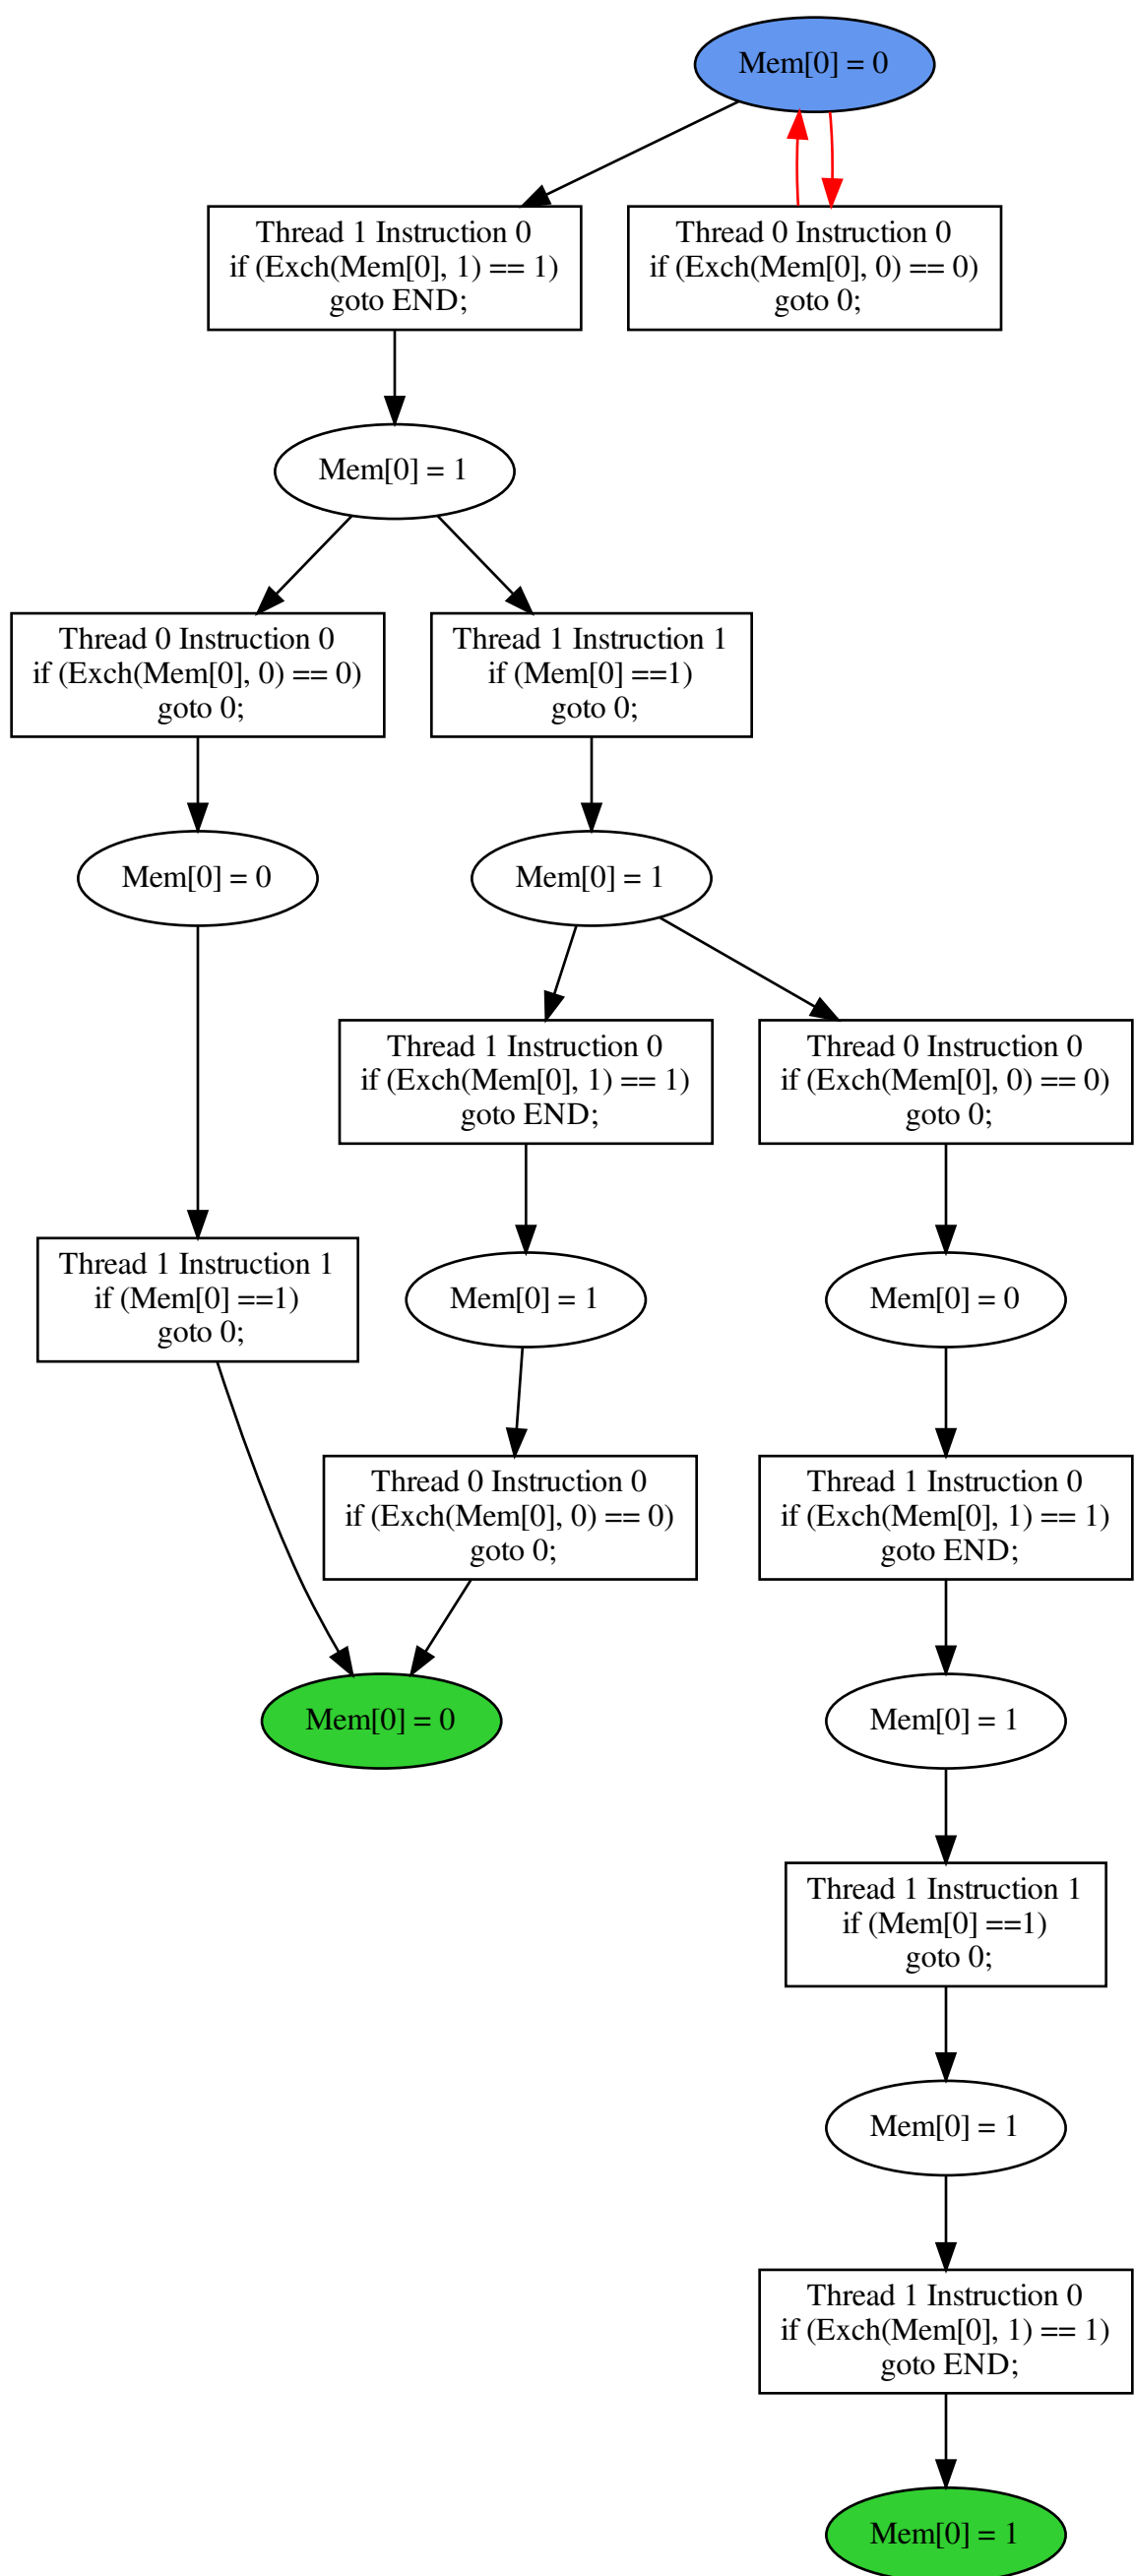 Mem[0] = 0
Thread 1 Instruction 0
if (Exch(Mem[0], 1) == 1)
goto END;
Thread 0 Instruction 0
if (Exch(Mem[0], 0) == 0)
goto 0;
Mem[0] = 1
Thread 0 Instruction 0
if (Exch(Mem[0], 0) == 0)
goto 0;
Thread 1 Instruction 1
if (Mem[0] ==1)
goto 0;
Mem[0] = 0
Mem[0] = 1
Thread 1 Instruction 0
if (Exch(Mem[0], 1) == 1)
goto END;
Thread 0 Instruction 0
if (Exch(Mem[0], 0) == 0)
goto 0;
Thread 1 Instruction 1
if (Mem[0] ==1)
goto 0;
Mem[0] = 1
Mem[0] = 0
Thread 0 Instruction 0
if (Exch(Mem[0], 0) == 0)
goto 0;
Thread 1 Instruction 0
if (Exch(Mem[0], 1) == 1)
goto END;
Mem[0] = 0
Mem[0] = 1
Thread 1 Instruction 1
if (Mem[0] ==1)
goto 0;
Mem[0] = 1
Thread 1 Instruction 0
if (Exch(Mem[0], 1) == 1)
goto END;
Mem[0] = 1